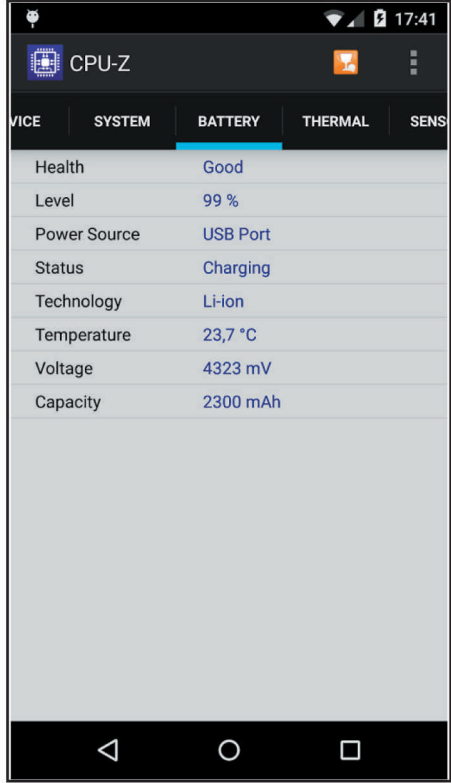 17:41
CPU-Z
VICE SYSTEM BATTERY THERMAL SENS
Health Good
Level 99 %
Power Source USB Port
Status Charging
Technology Li-ion
Temperature 23,7 °C
Voltage 4323 mV
Capacity 2300 mAh